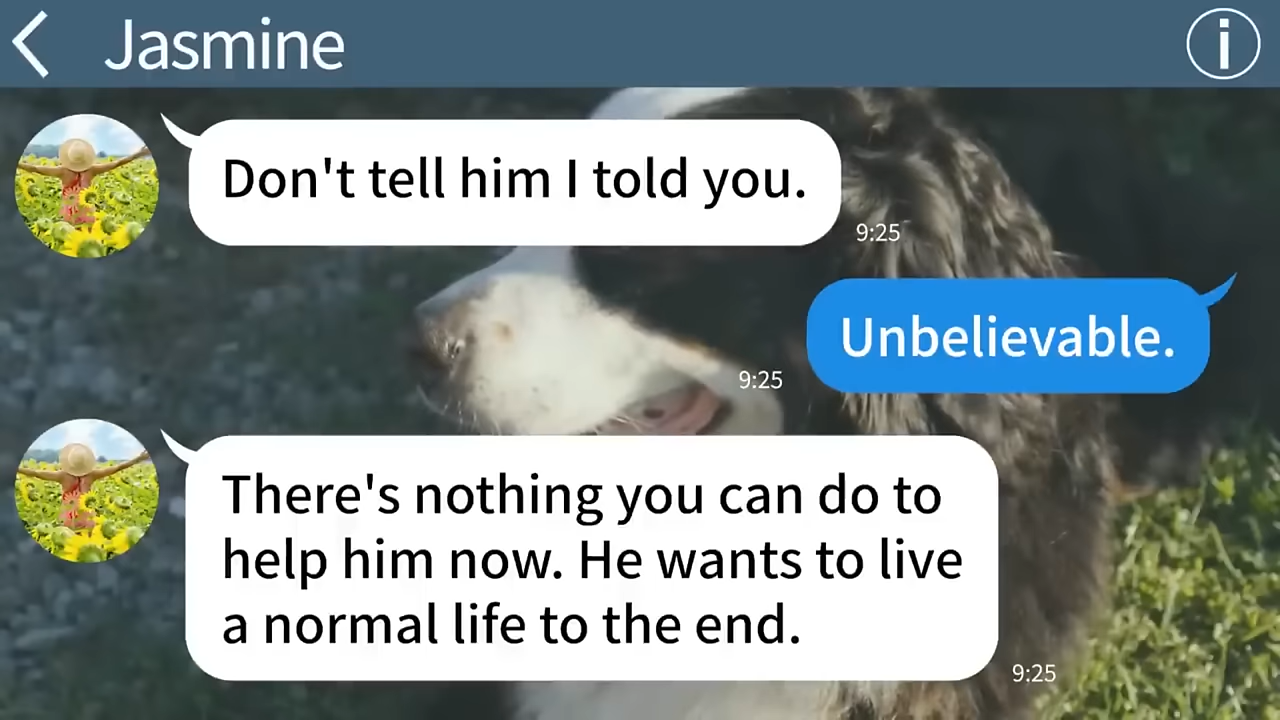 Jasmine
Don't tell him I told you.
9:25
Unbelievable.
9:25
There's nothing you can do to
help him now. He wants to live
a normal life to the end.
9:25